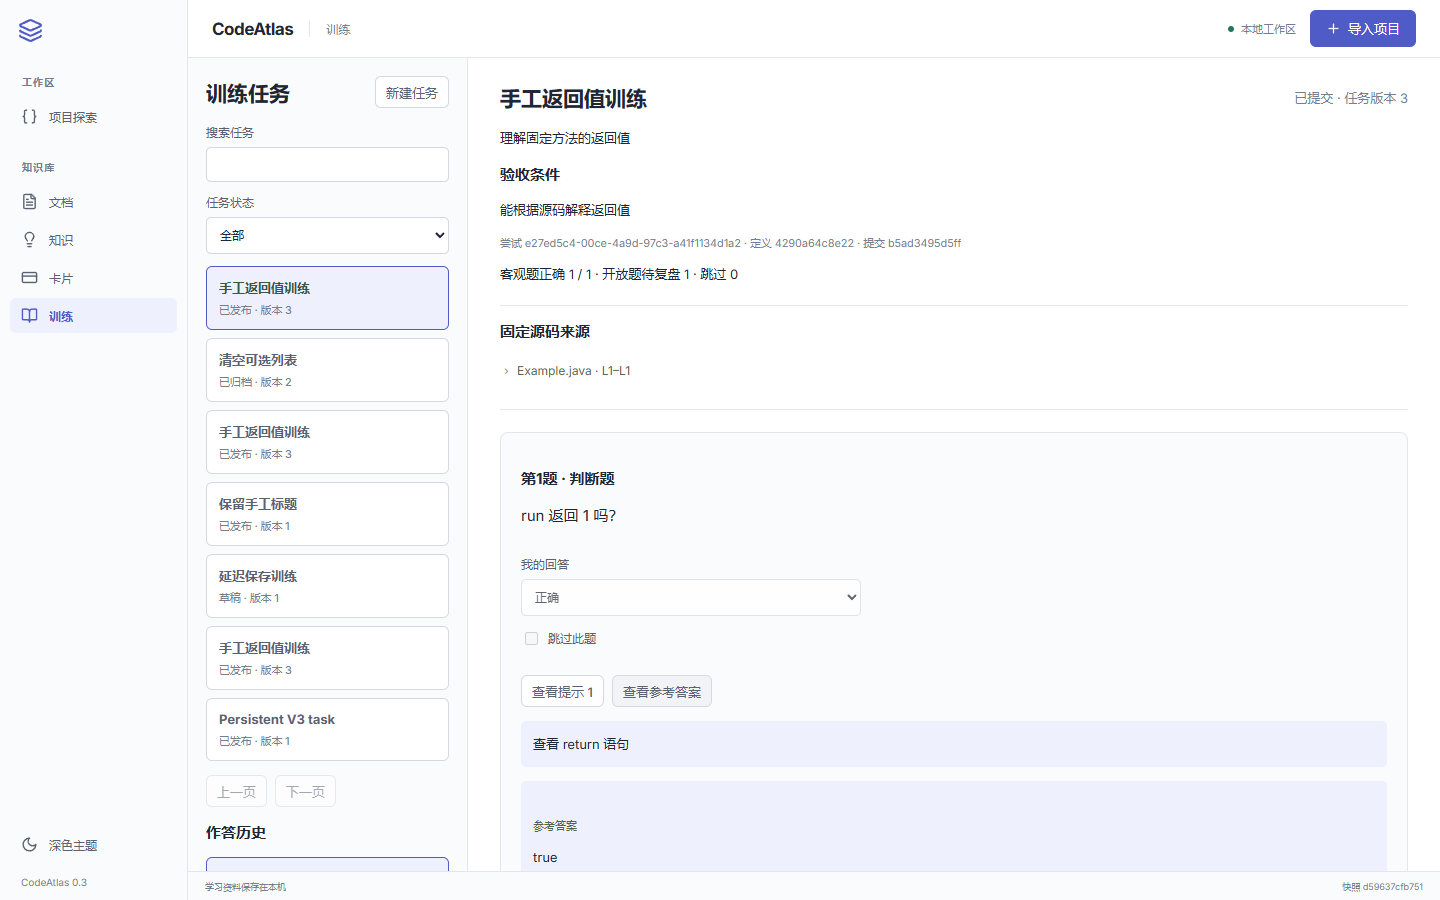 CodeAtlas
训练
本地工作区
导入项目
工作区
项目探索
知识库
文档
知识
卡片
训练
深色主题
CodeAtlas 0.3
训练任务
新建任务
搜索任务
任务状态
全部
手工返回值训练
已发布 · 版本 3
清空可选列表
已归档 · 版本 2
手工返回值训练
已发布 · 版本 3
保留手工标题
已发布 · 版本 1
延迟保存训练
草稿 · 版本 1
手工返回值训练
已发布 · 版本 3
Persistent V3 task
已发布 · 版本 1
上一页
下一页
作答历史
手工返回值训练
已提交 · 任务版本 3
理解固定方法的返回值
验收条件
能根据源码解释返回值
尝试 e27ed5c4-00ce-4a9d-97c3-a41f1134d1a2 · 定义 4290a64c8e22 · 提交 b5ad3495d5ff
客观题正确 1 / 1 · 开放题待复盘 1 · 跳过 0
固定源码来源
Example.java · L1–L1
第1题 · 判断题
run 返回 1 吗？
我的回答
正确
跳过此题
查看提示 1
查看参考答案
查看 return 语句
参考答案
true
学习资料保存在本机
快照 d59637cfb751